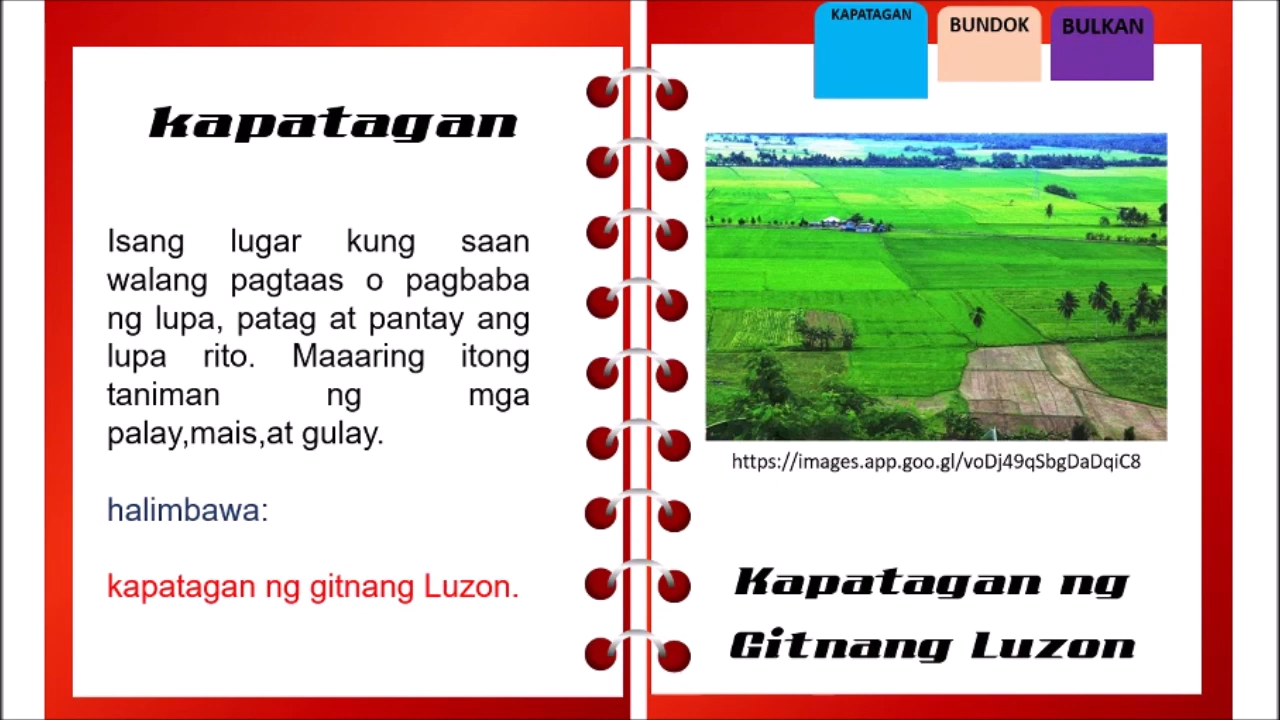 kapatagan
Isang lugar kung saan
walang pagtaas o pagbaba
ng lupa, patag at pantay ang
lupa rito. Maaaring itong
taniman ng mga
palay,mais,at gulay.
halimbawa:
kapatagan ng gitnang Luzon.
KAPATAGAN
BUNDOK
BULKAN
https://images.app.goo.gl/voDj49qSbgDaDqiC8
Kapatagan ng
Gitnang Luzon